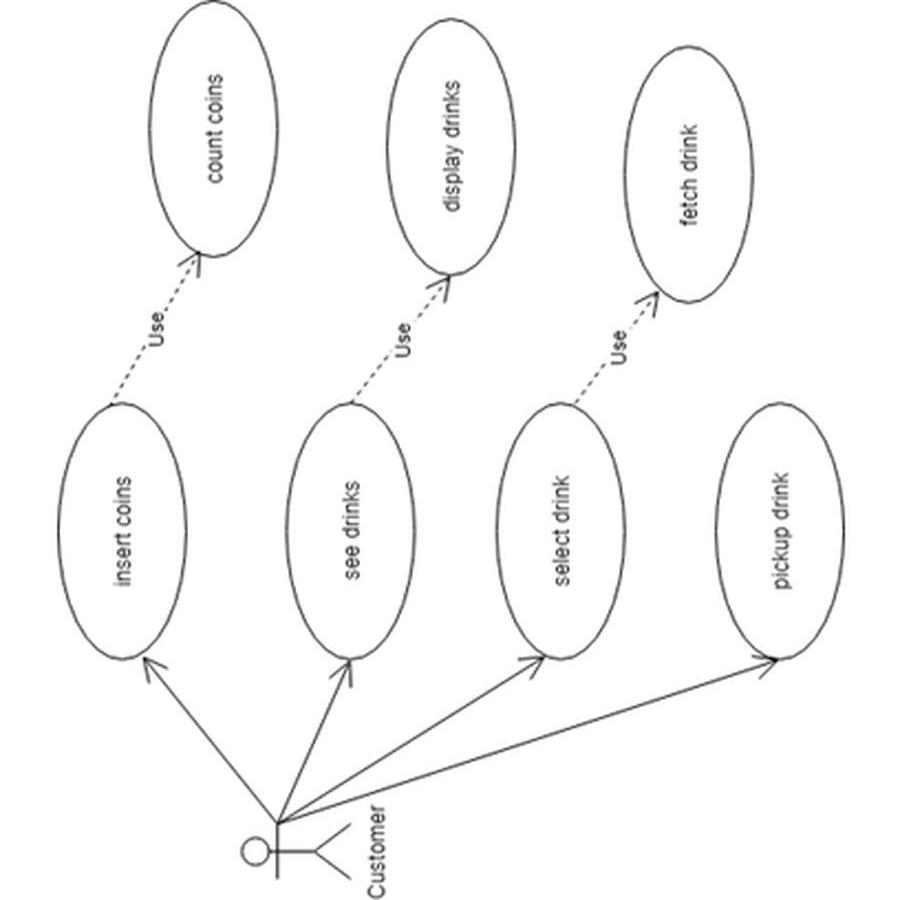 insert coins
Use
count coins
see drinks
Use
display drinks
select drink
Use
fetch drink
pickup drink
Customer